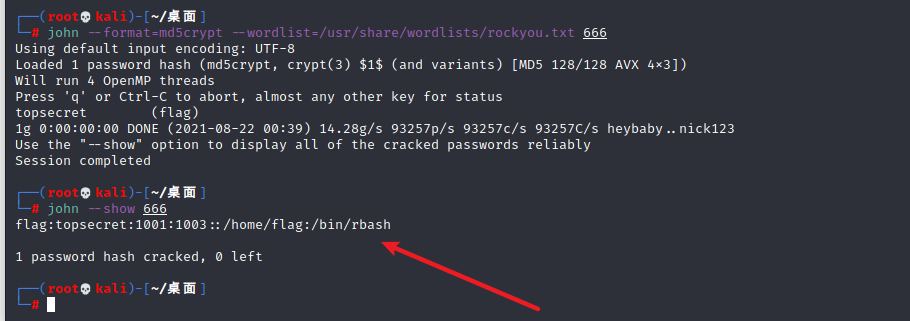 ┌──(root💀kali)-[~/桌面]
└─# john --format=md5crypt --wordlist=/usr/share/wordlists/rockyou.txt 666
Using default input encoding: UTF-8
Loaded 1 password hash (md5crypt, crypt(3) $1$ (and variants) [MD5 128/128 AVX 4×3])
Will run 4 OpenMP threads
Press 'q' or Ctrl-C to abort, almost any other key for status
topsecret        (flag)
1g 0:00:00:00 DONE (2021-08-22 00:39) 14.28g/s 93257p/s 93257c/s 93257C/s heybaby..nick123
Use the "--show" option to display all of the cracked passwords reliably
Session completed
┌──(root💀kali)-[~/桌面]
└─# john --show 666
flag:topsecret:1001:1003::/home/flag:/bin/rbash
1 password hash cracked, 0 left
┌──(root💀kali)-[~/桌面]
└─#